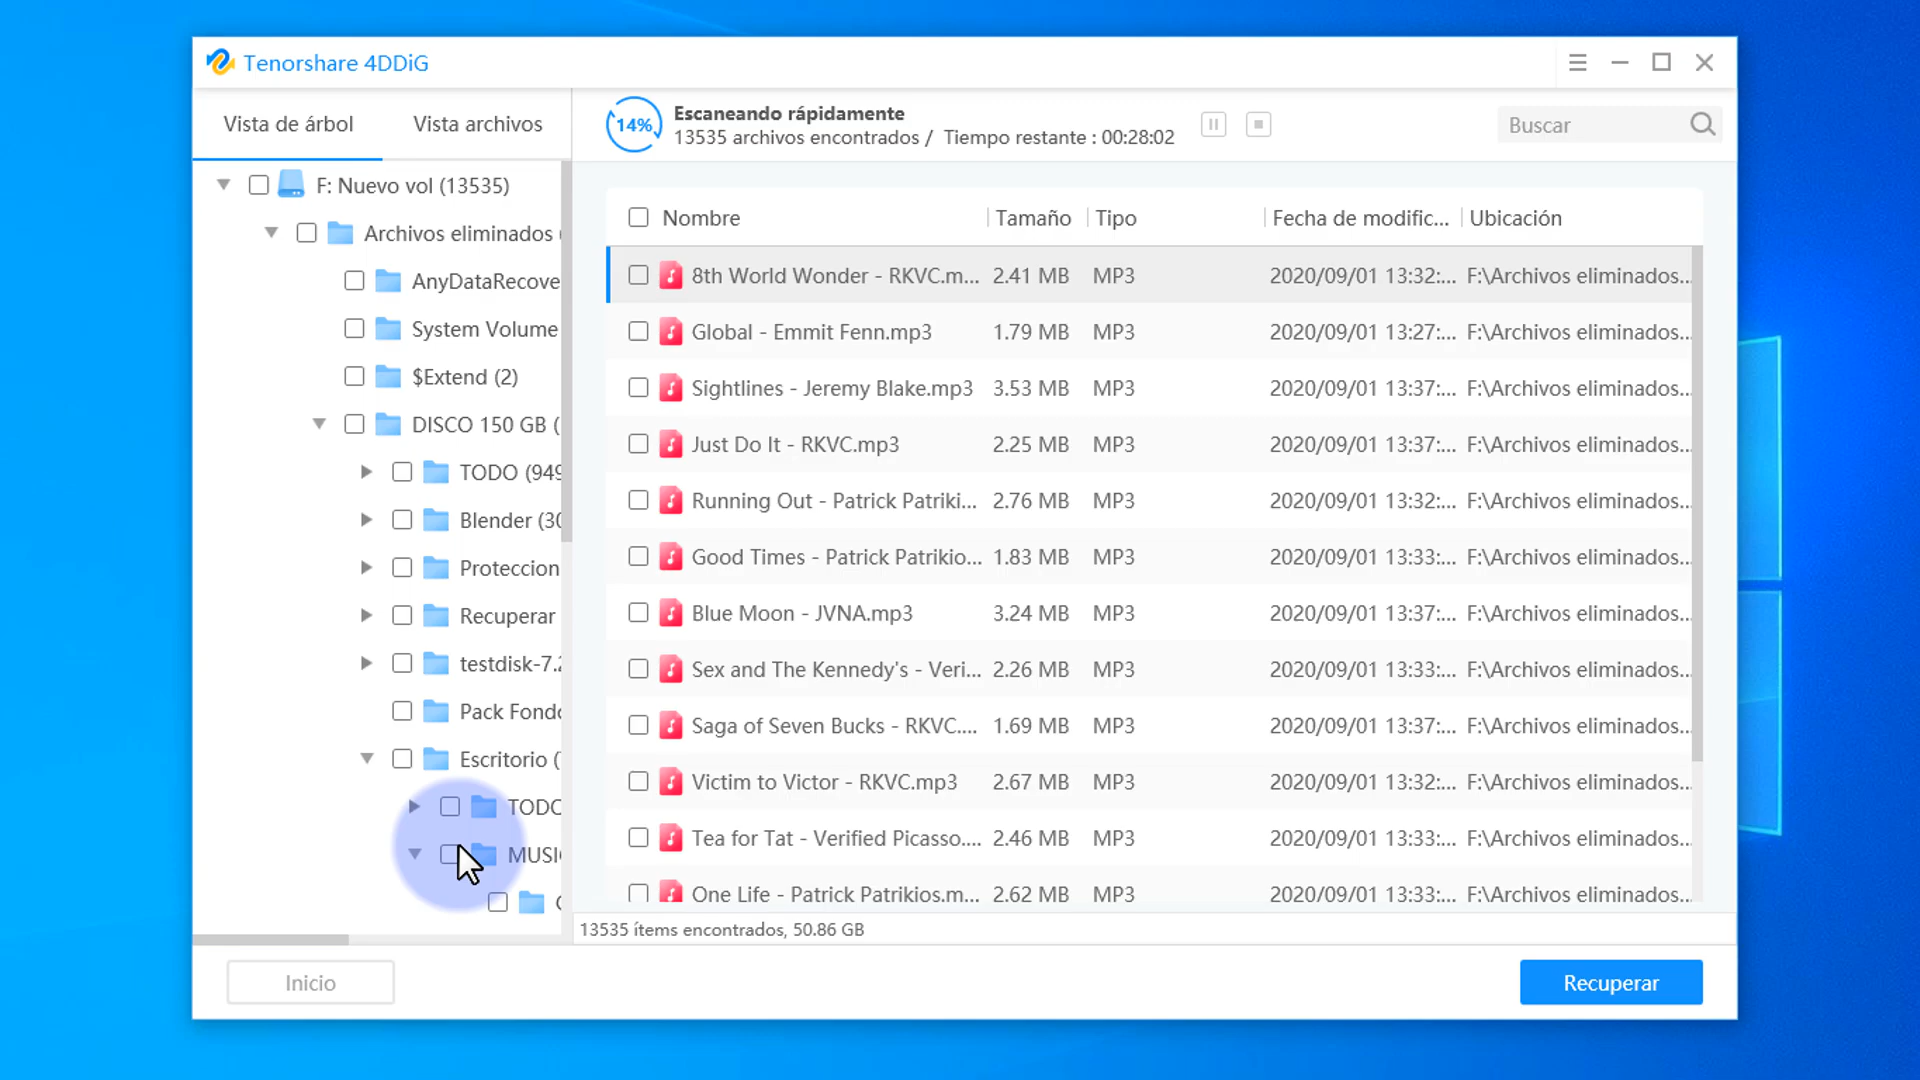 Tenorshare 4DDiG
Vista de árbol
Vista archivos
14%
Escaneando rápidamente
13535 archivos encontrados / Tiempo restante : 00:28:02
Buscar
F: Nuevo vol (13535)
Archivos eliminados (
AnyDataRecove
System Volume
$Extend (2)
DISCO 150 GB (
TODO (949
Blender (30
Proteccion
Recuperar
testdisk-7.2
Pack Fondo
Escritorio (
TODO
MUSI
Nombre Tamaño Tipo Fecha de modific... Ubicación
8th World Wonder - RKVC.m... 2.41 MB MP3 2020/09/01 13:32:... F:\Archivos eliminados...
Global - Emmit Fenn.mp3 1.79 MB MP3 2020/09/01 13:27:... F:\Archivos eliminados...
Sightlines - Jeremy Blake.mp3 3.53 MB MP3 2020/09/01 13:37:... F:\Archivos eliminados...
Just Do It - RKVC.mp3 2.25 MB MP3 2020/09/01 13:37:... F:\Archivos eliminados...
Running Out - Patrick Patriki... 2.76 MB MP3 2020/09/01 13:32:... F:\Archivos eliminados...
Good Times - Patrick Patrikio... 1.83 MB MP3 2020/09/01 13:33:... F:\Archivos eliminados...
Blue Moon - JVNA.mp3 3.24 MB MP3 2020/09/01 13:37:... F:\Archivos eliminados...
Sex and The Kennedy's - Veri... 2.26 MB MP3 2020/09/01 13:33:... F:\Archivos eliminados...
Saga of Seven Bucks - RKVC.... 1.69 MB MP3 2020/09/01 13:37:... F:\Archivos eliminados...
Victim to Victor - RKVC.mp3 2.67 MB MP3 2020/09/01 13:32:... F:\Archivos eliminados...
Tea for Tat - Verified Picasso.... 2.46 MB MP3 2020/09/01 13:33:... F:\Archivos eliminados...
One Life - Patrick Patrikios.m... 2.62 MB MP3 2020/09/01 13:33:... F:\Archivos eliminados...
13535 ítems encontrados, 50.86 GB
Inicio
Recuperar